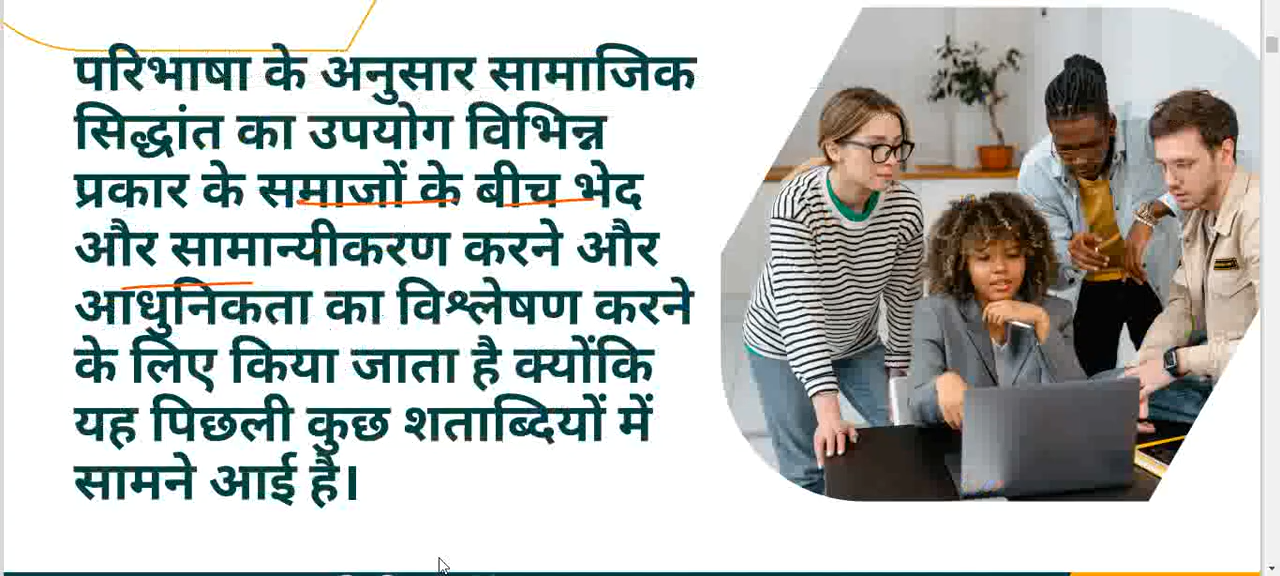 परिभाषा के अनुसार सामाजिक
सिद्धांत का उपयोग विभिन्न
प्रकार के समाजों के बीच भेद
और सामान्यीकरण करने और
आधुनिकता का विश्लेषण करने
के लिए किया जाता है क्योंकि
यह पिछली कुछ शताब्दियों में
सामने आई है।